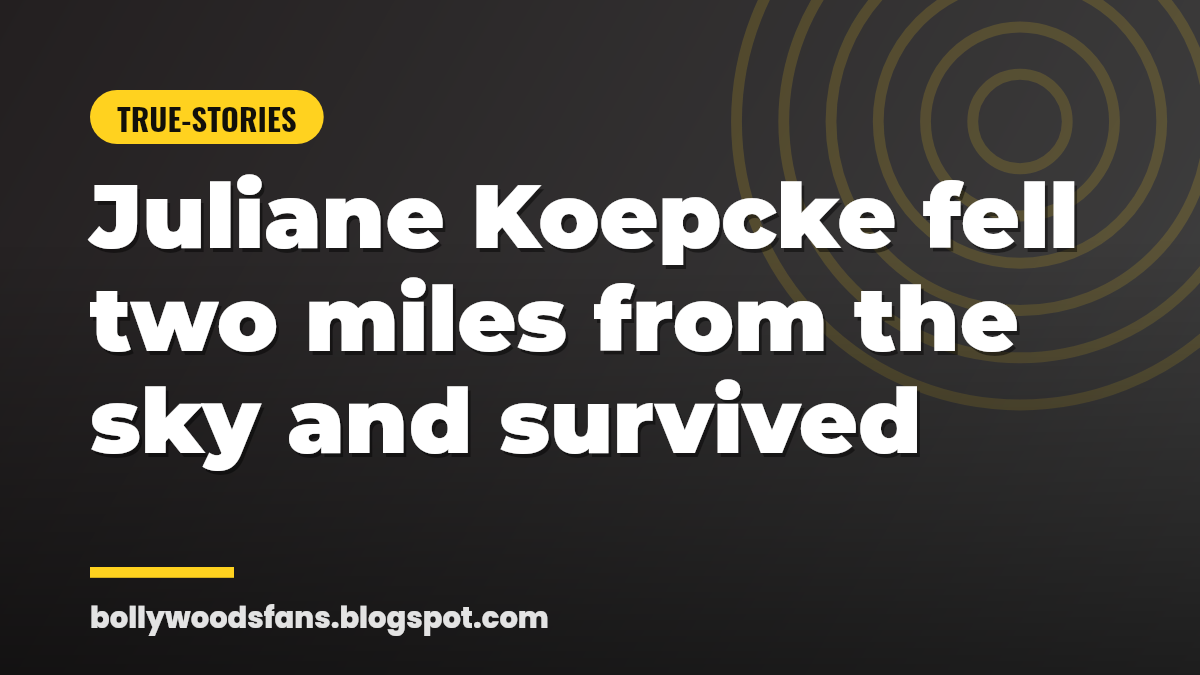 TRUE-STORIES
Juliane Koepcke fell
two miles from the
sky and survived
bollywoodsfans.blogspot.com